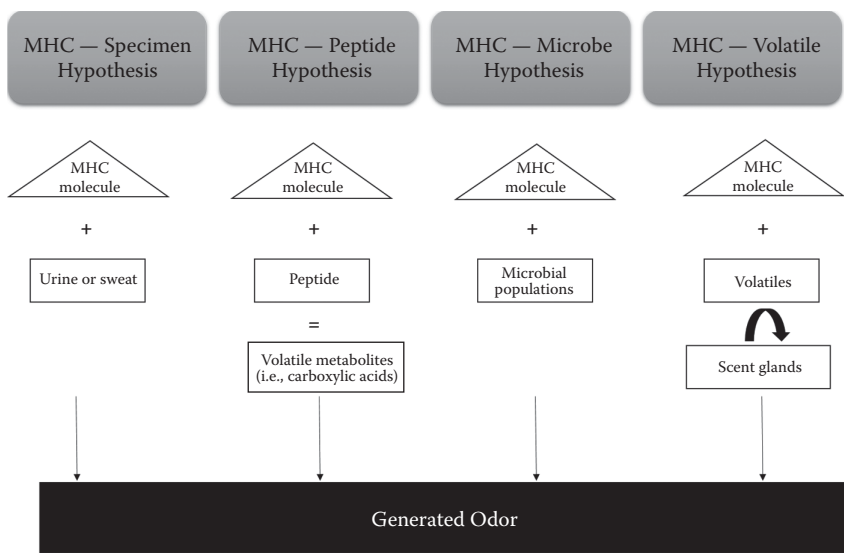 MHC — Specimen
Hypothesis
MHC — Peptide
Hypothesis
MHC — Microbe
Hypothesis
MHC — Volatile
Hypothesis
MHC
molecule
MHC
molecule
MHC
molecule
MHC
molecule
+
+
+
+
Urine or sweat
Peptide
Microbial
populations
Volatiles
=
Volatile metabolites
(i.e., carboxylic acids)
Scent glands
Generated Odor